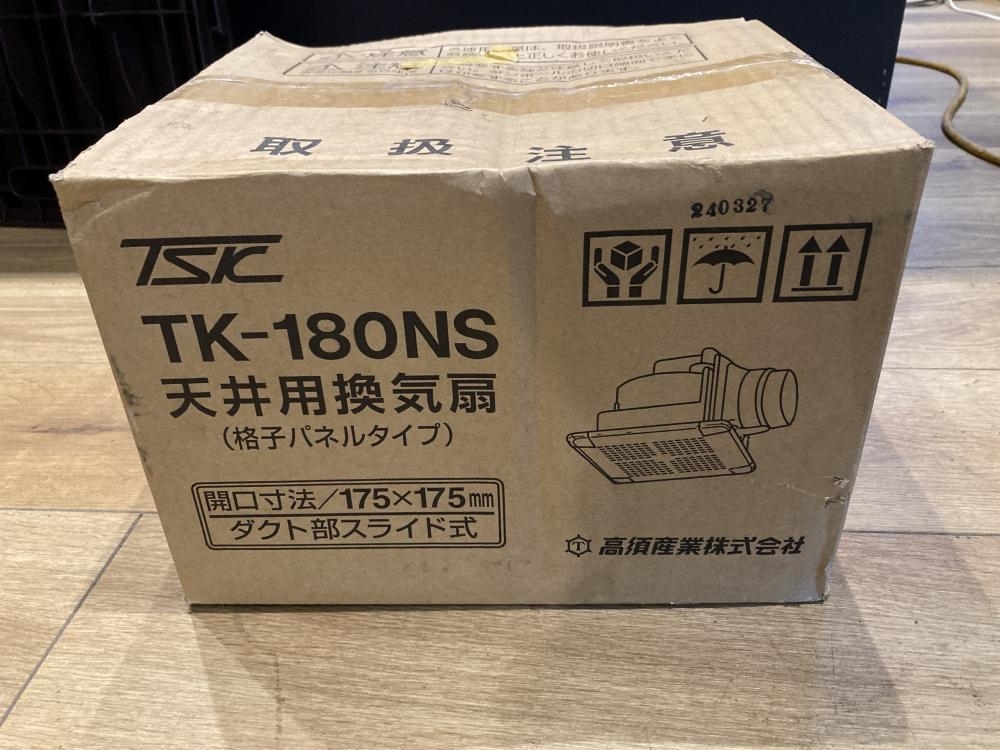 取扱注意
240327
TSK
TK-180NS
天井用換気扇
(格子パネルタイプ)
開口寸法/175×175mm
ダクト部スライド式
高須産業株式会社